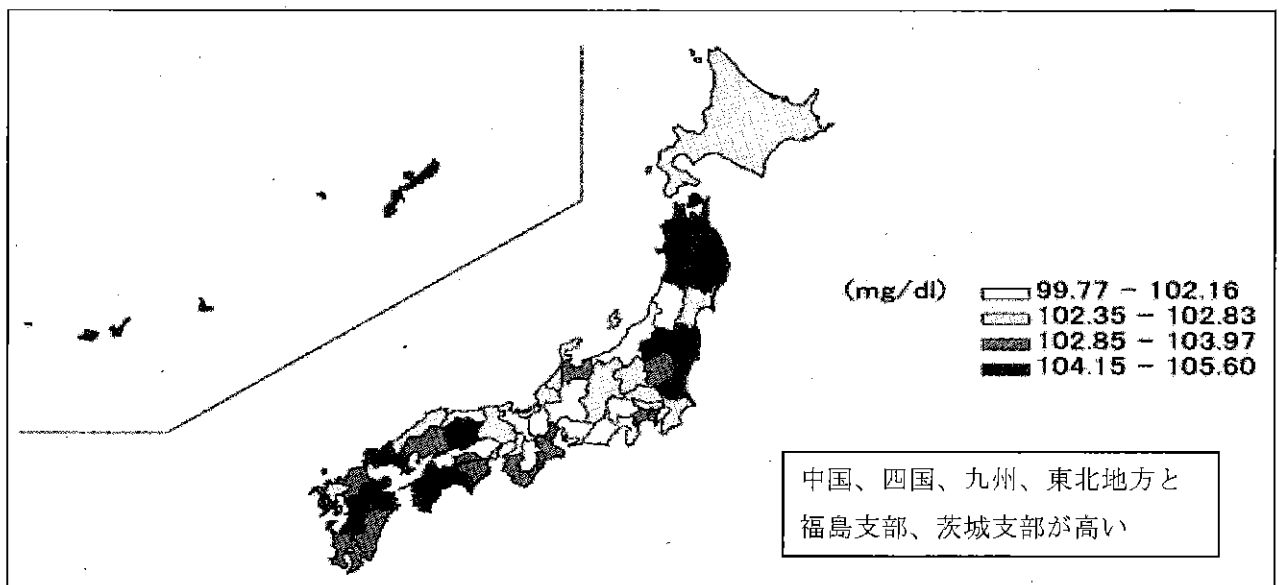 (mg/dl)
99.77 − 102.16
102.35 − 102.83
102.85 − 103.97
104.15 − 105.60
中国、四国、九州、東北地方と
福島支部、茨城支部が高い